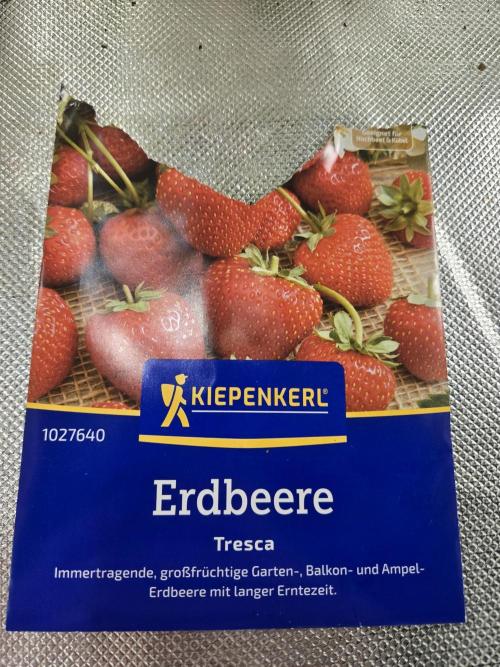 Geeignet für
Hochbeet & Kübel
KIEPENKERL®
1027640
Erdbeere
Tresca
Immertragende, großfrüchtige Garten-, Balkon- und Ampel-
Erdbeere mit langer Erntezeit.